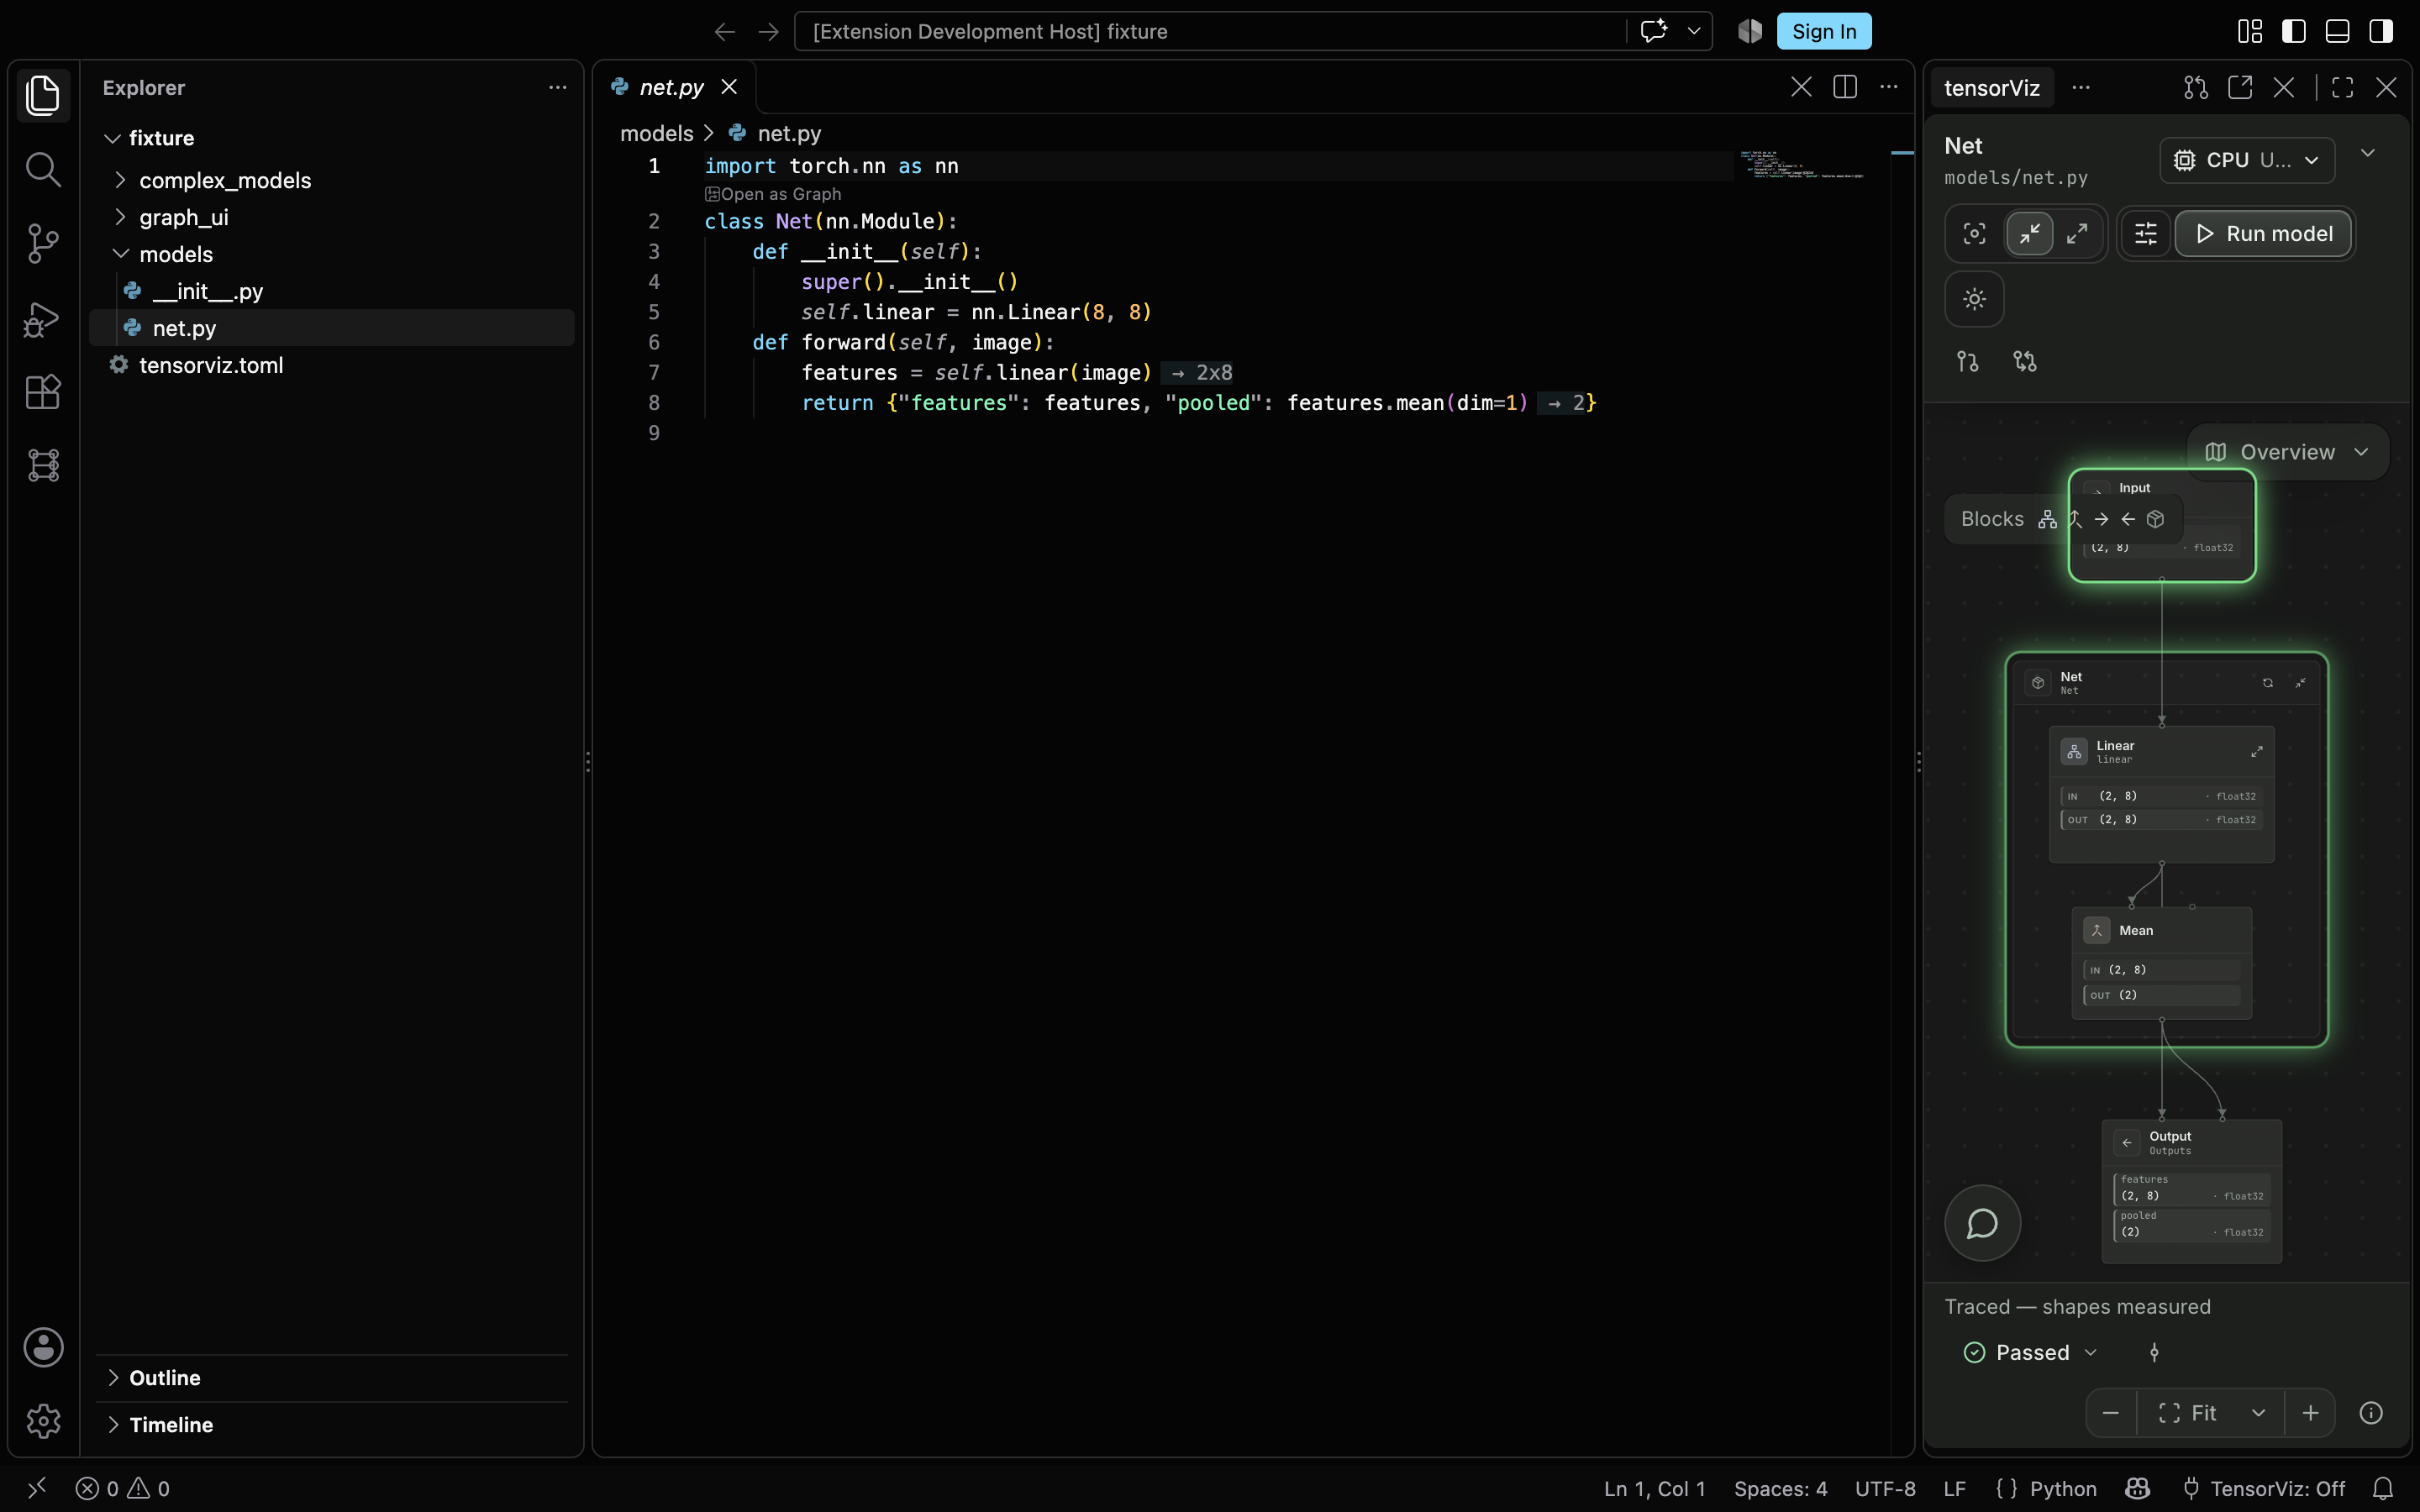 [Extension Development Host] fixture
Sign In
Explorer
fixture
complex_models
graph_ui
models
__init__.py
net.py
tensorviz.toml
Outline
Timeline
net.py
models
net.py
1 import torch.nn as nn
Open as Graph
2 class Net(nn.Module):
3 def __init__(self):
4 super().__init__()
5 self.linear = nn.Linear(8, 8)
6 def forward(self, image):
7 features = self.linear(image) → 2x8
8 return {"features": features, "pooled": features.mean(dim=1) → 2}
9
tensorViz
Net
models/net.py
CPU U...
Run model
Overview
Input
Blocks
(2, 8) · float32
Net
Net
Linear
linear
IN (2, 8) · float32
OUT (2, 8) · float32
Mean
IN (2, 8)
OUT (2)
Output
Outputs
features
(2, 8) · float32
pooled
(2) · float32
Traced — shapes measured
Passed
Fit
0 0
Ln 1, Col 1
Spaces: 4
UTF-8
LF
{ } Python
TensorViz: Off